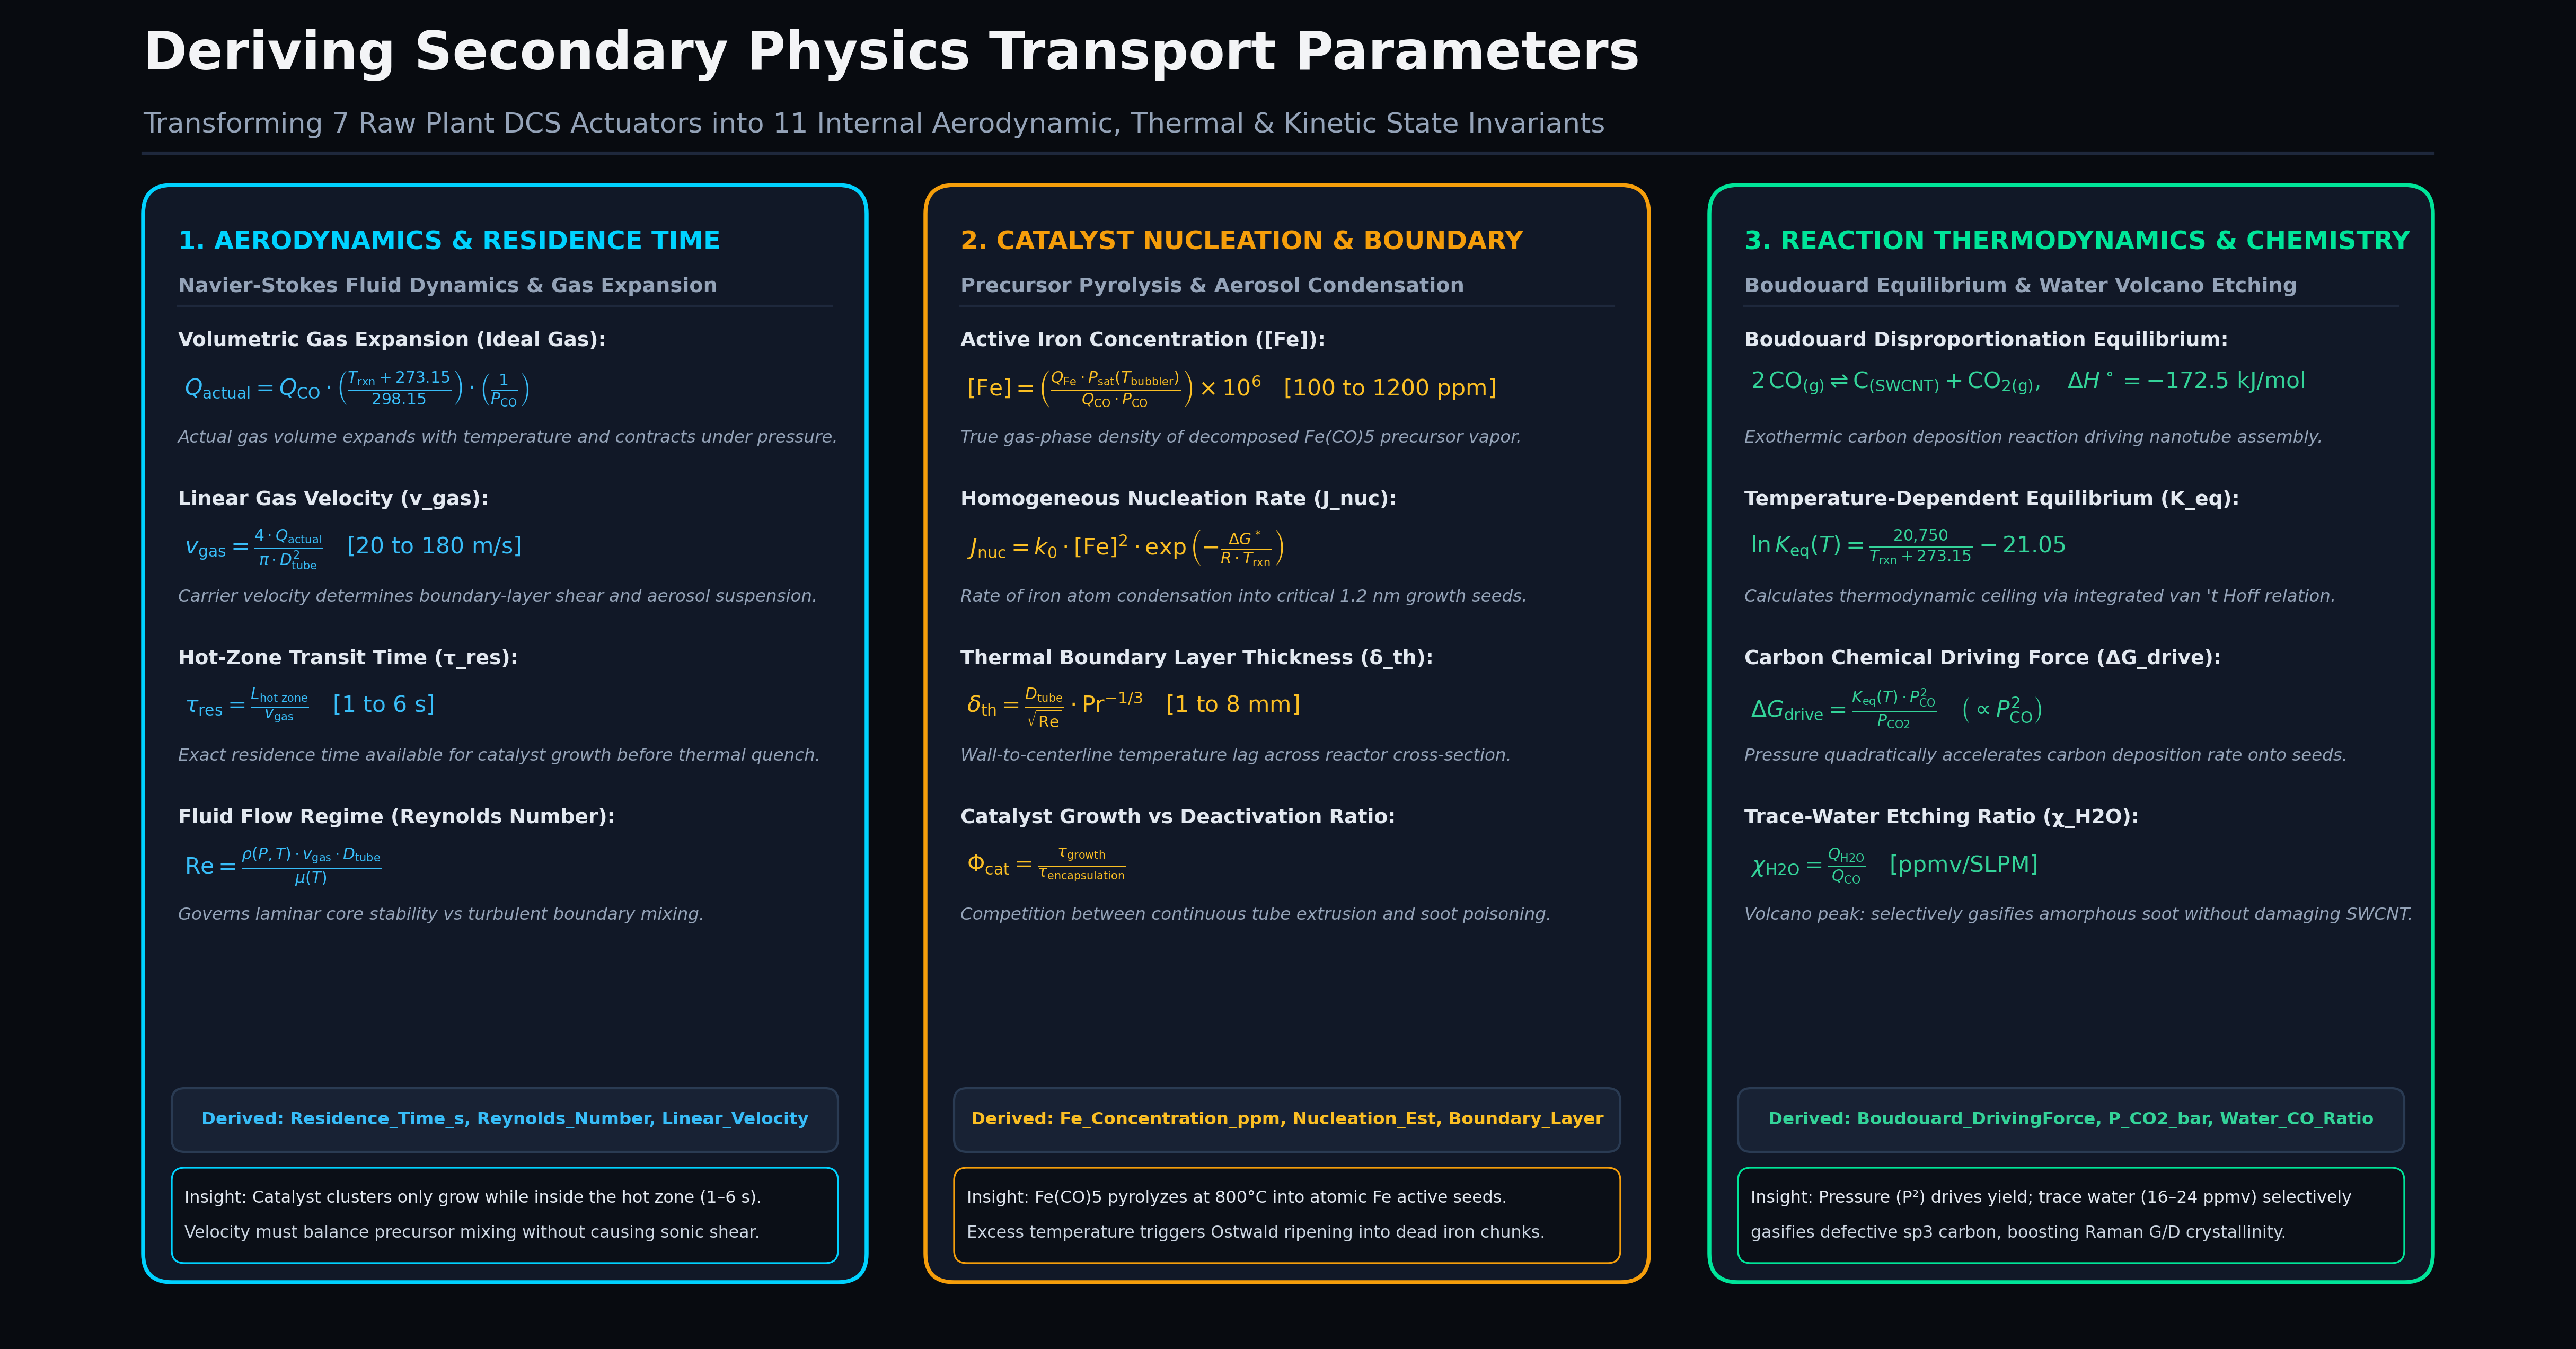 Deriving Secondary Physics Transport Parameters
Transforming 7 Raw Plant DCS Actuators into 11 Internal Aerodynamic, Thermal & Kinetic State Invariants
1. AERODYNAMICS & RESIDENCE TIME
Navier-Stokes Fluid Dynamics & Gas Expansion
Volumetric Gas Expansion (Ideal Gas):
Q_actual = Q_CO · ((T_rxn + 273.15)/298.15) · (1/P_CO)
Actual gas volume expands with temperature and contracts under pressure.
Linear Gas Velocity (v_gas):
v_gas = (4 · Q_actual)/(π · D_tube²) [20 to 180 m/s]
Carrier velocity determines boundary-layer shear and aerosol suspension.
Hot-Zone Transit Time (τ_res):
τ_res = L_hot zone/v_gas [1 to 6 s]
Exact residence time available for catalyst growth before thermal quench.
Fluid Flow Regime (Reynolds Number):
Re = (ρ(P, T) · v_gas · D_tube)/μ(T)
Governs laminar core stability vs turbulent boundary mixing.
Derived: Residence_Time_s, Reynolds_Number, Linear_Velocity
Insight: Catalyst clusters only grow while inside the hot zone (1–6 s).
Velocity must balance precursor mixing without causing sonic shear.
2. CATALYST NUCLEATION & BOUNDARY
Precursor Pyrolysis & Aerosol Condensation
Active Iron Concentration ([Fe]):
[Fe] = ((Q_Fe · P_sat(T_bubbler))/(Q_CO · P_CO)) × 10⁶ [100 to 1200 ppm]
True gas-phase density of decomposed Fe(CO)5 precursor vapor.
Homogeneous Nucleation Rate (J_nuc):
J_nuc = k₀ · [Fe]² · exp(−ΔG*/(R · T_rxn))
Rate of iron atom condensation into critical 1.2 nm growth seeds.
Thermal Boundary Layer Thickness (δ_th):
δ_th = (D_tube/√Re) · Pr^(−1/3) [1 to 8 mm]
Wall-to-centerline temperature lag across reactor cross-section.
Catalyst Growth vs Deactivation Ratio:
Φ_cat = τ_growth/τ_encapsulation
Competition between continuous tube extrusion and soot poisoning.
Derived: Fe_Concentration_ppm, Nucleation_Est, Boundary_Layer
Insight: Fe(CO)5 pyrolyzes at 800°C into atomic Fe active seeds.
Excess temperature triggers Ostwald ripening into dead iron chunks.
3. REACTION THERMODYNAMICS & CHEMISTRY
Boudouard Equilibrium & Water Volcano Etching
Boudouard Disproportionation Equilibrium:
2 CO(g) ⇌ C(SWCNT) + CO2(g), ΔH° = −172.5 kJ/mol
Exothermic carbon deposition reaction driving nanotube assembly.
Temperature-Dependent Equilibrium (K_eq):
ln K_eq(T) = 20,750/(T_rxn + 273.15) − 21.05
Calculates thermodynamic ceiling via integrated van 't Hoff relation.
Carbon Chemical Driving Force (ΔG_drive):
ΔG_drive = (K_eq(T) · P_CO²)/P_CO2 (∝ P_CO²)
Pressure quadratically accelerates carbon deposition rate onto seeds.
Trace-Water Etching Ratio (χ_H2O):
χ_H2O = Q_H2O/Q_CO [ppmv/SLPM]
Volcano peak: selectively gasifies amorphous soot without damaging SWCNT.
Derived: Boudouard_DrivingForce, P_CO2_bar, Water_CO_Ratio
Insight: Pressure (P²) drives yield; trace water (16–24 ppmv) selectively
gasifies defective sp3 carbon, boosting Raman G/D crystallinity.